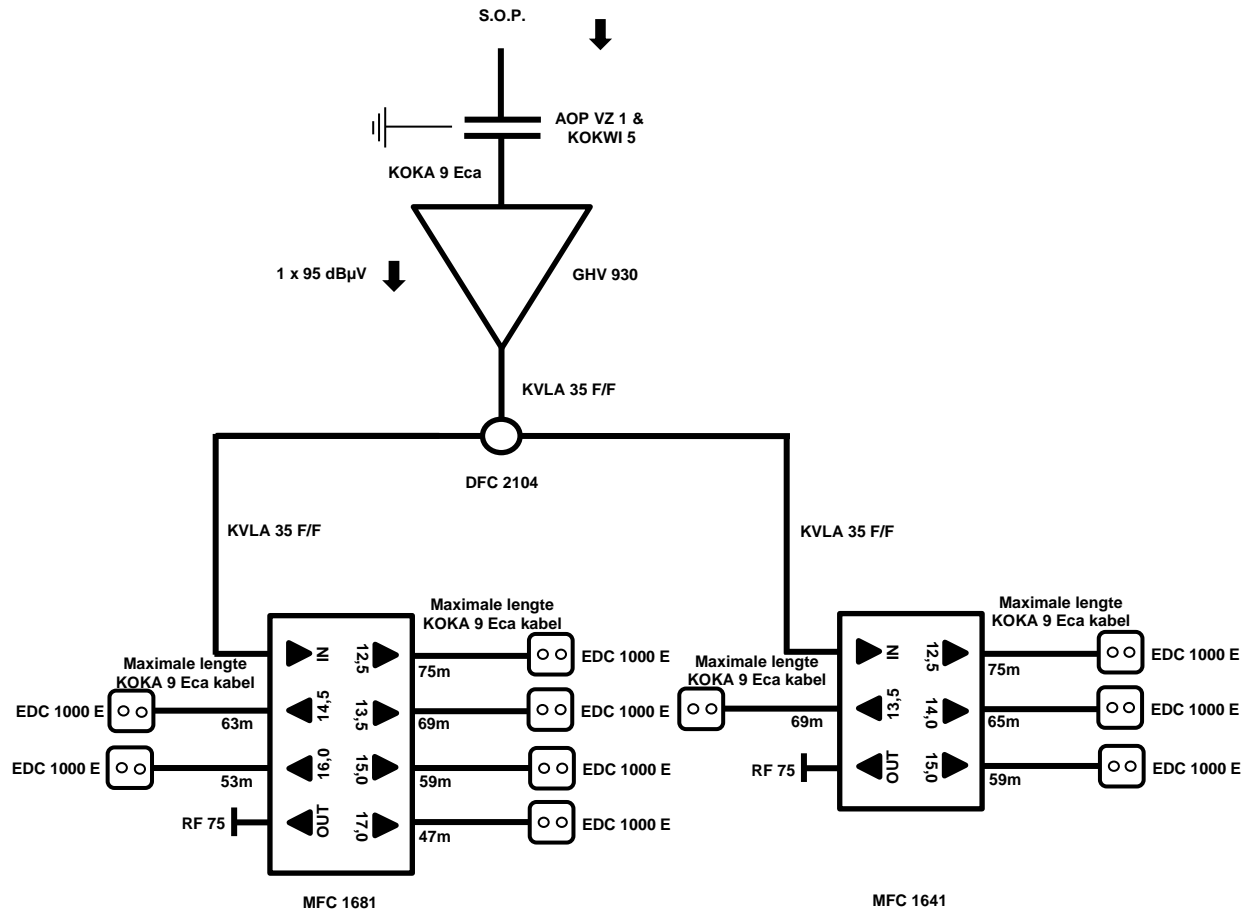 S.O.P.
AOP VZ 1 &
KOKWI 5
KOKA 9 Eca
1 x 95 dBµV
GHV 930
KVLA 35 F/F
DFC 2104
KVLA 35 F/F
KVLA 35 F/F
Maximale lengte
KOKA 9 Eca kabel
IN
12,5
75m
EDC 1000 E
Maximale lengte
KOKA 9 Eca kabel
EDC 1000 E
63m
14,5
13,5
69m
EDC 1000 E
EDC 1000 E
53m
16,0
15,0
59m
EDC 1000 E
RF 75
OUT
17,0
47m
EDC 1000 E
MFC 1681
Maximale lengte
KOKA 9 Eca kabel
IN
12,5
75m
EDC 1000 E
Maximale lengte
KOKA 9 Eca kabel
69m
13,5
14,0
65m
EDC 1000 E
RF 75
OUT
15,0
59m
EDC 1000 E
MFC 1641